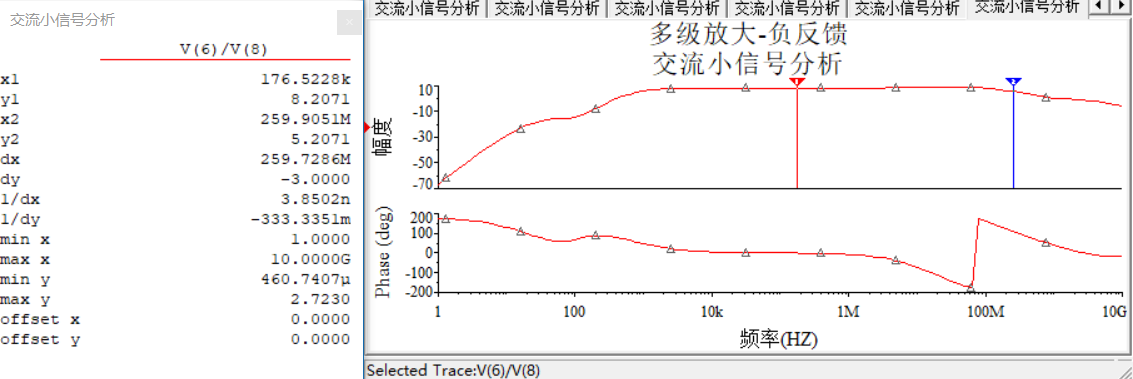 交流小信号分析
x
V(6)/V(8)
x1 176.5228k
y1 8.2071
x2 259.9051M
y2 5.2071
dx 259.7286M
dy -3.0000
1/dx 3.8502n
1/dy -333.3351m
min x 1.0000
max x 10.0000G
min y 460.7407μ
max y 2.7230
offset x 0.0000
offset y 0.0000
交流小信号分析 交流小信号分析 交流小信号分析 交流小信号分析 交流小信号分析 交流小信号分析
多级放大-负反馈
交流小信号分析
幅度
10
-10
-30
-50
-70
Phase (deg)
200
100
0
-100
-200
1 100 10k 1M 100M 10G
频率(HZ)
Selected Trace:V(6)/V(8)